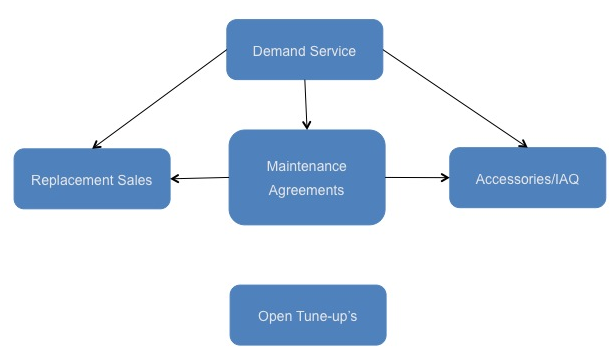 Demand Service
Maintenance
Agreements
Replacement Sales
Accessories/IAQ
Open Tune-up’s